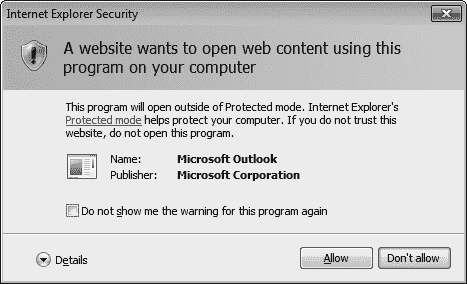 Internet Explorer Security
A website wants to open web content using this
program on your computer
This program will open outside of Protected mode. Internet Explorer's
Protected mode helps protect your computer. If you do not trust this
website, do not open this program.
Name: Microsoft Outlook
Publisher: Microsoft Corporation
Do not show me the warning for this program again
Details
Allow
Don't allow